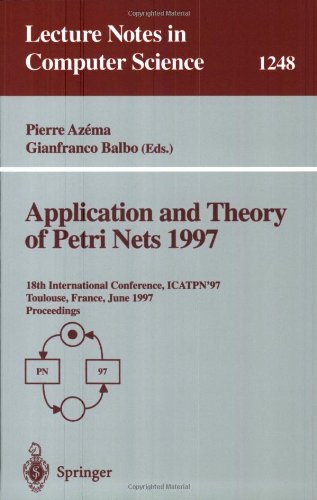 Lecture Notes in
Computer Science 1248
Pierre Azéma
Gianfranco Balbo (Eds.)
Application and Theory
of Petri Nets 1997
18th International Conference, ICATPN'97
Toulouse, France, June 1997
Proceedings
PN 97
Springer